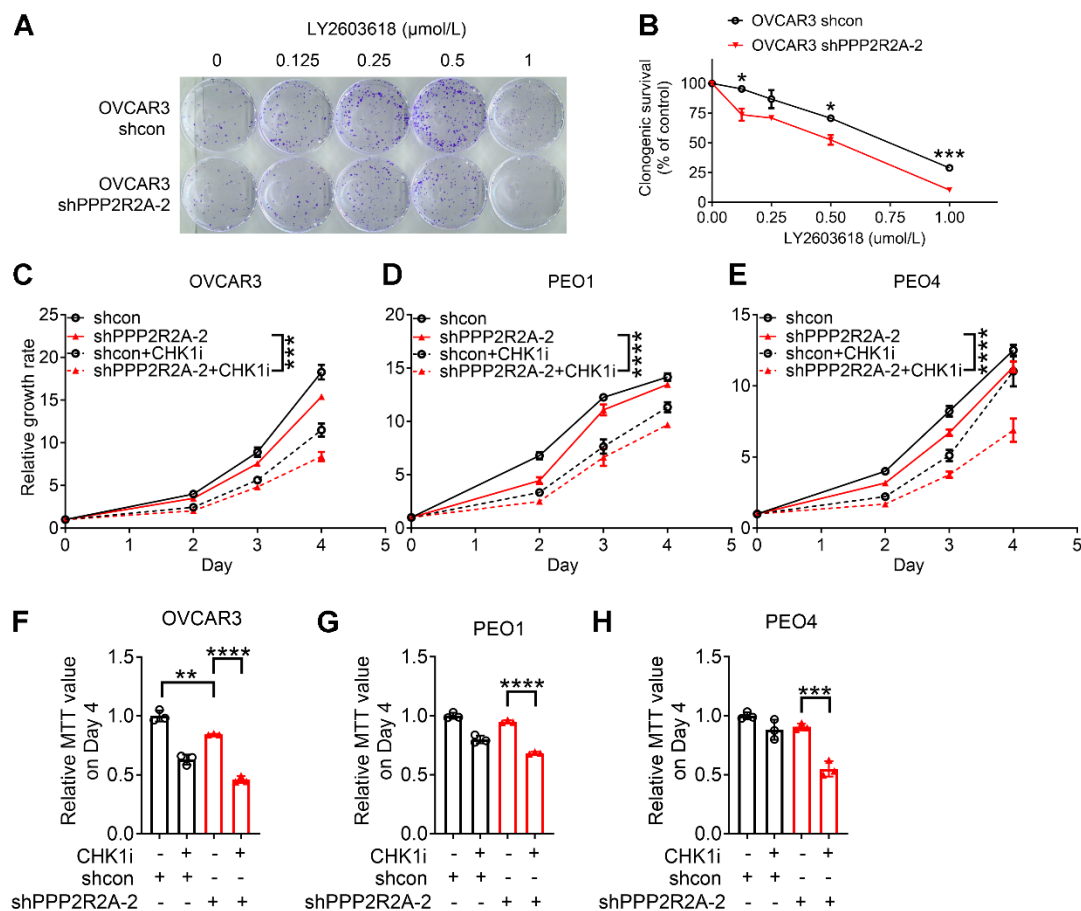 A
LY2603618 (µmol/L)
0 0.125 0.25 0.5 1
OVCAR3
shcon
OVCAR3
shPPP2R2A-2
B
OVCAR3 shcon
OVCAR3 shPPP2R2A-2
Clonogenic survival
(% of control)
100
75
50
25
0
* * ***
0.00 0.25 0.50 0.75 1.00
LY2603618 (umol/L)
C
OVCAR3
shcon
shPPP2R2A-2
shcon+CHK1i
shPPP2R2A-2+CHK1i
***
Relative growth rate
25
20
15
10
5
0
0 1 2 3 4 5
Day
D
PEO1
shcon
shPPP2R2A-2
shcon+CHK1i
shPPP2R2A-2+CHK1i
****
20
15
10
5
0
0 1 2 3 4 5
Day
E
PEO4
shcon
shPPP2R2A-2
shcon+CHK1i
shPPP2R2A-2+CHK1i
****
15
10
5
0
0 1 2 3 4 5
Day
F
OVCAR3
Relative MTT value
on Day 4
1.5
1.0
0.5
0.0
** ****
CHK1i - + - +
shcon + + - -
shPPP2R2A-2 - - + +
G
PEO1
Relative MTT value
on Day 4
1.5
1.0
0.5
0.0
****
CHK1i - + - +
shcon + + - -
shPPP2R2A-2 - - + +
H
PEO4
Relative MTT value
on Day 4
1.5
1.0
0.5
0.0
***
CHK1i - + - +
shcon + + - -
shPPP2R2A-2 - - + +